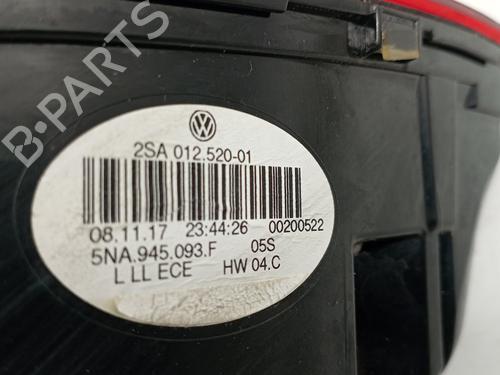 B-PARTS
2SA 012.520-01
08.11.17 23:44:26 00200522
5NA.945.093.F 05S
L LL ECE HW 04.C